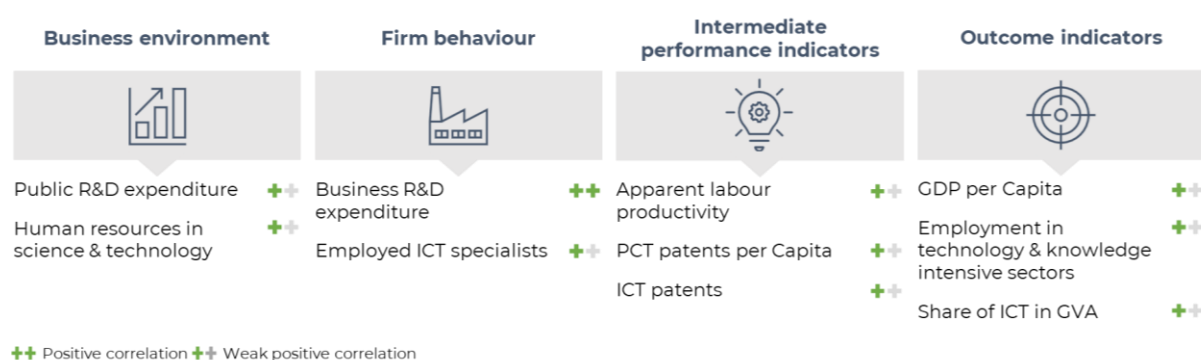 Business environment
Firm behaviour
Intermediate
performance indicators
Outcome indicators
Public R&D expenditure ++
Human resources in ++
science & technology
Business R&D ++
expenditure
Employed ICT specialists ++
Apparent labour ++
productivity
PCT patents per Capita ++
ICT patents ++
GDP per Capita ++
Employment in ++
technology & knowledge
intensive sectors
Share of ICT in GVA ++
++ Positive correlation ++ Weak positive correlation